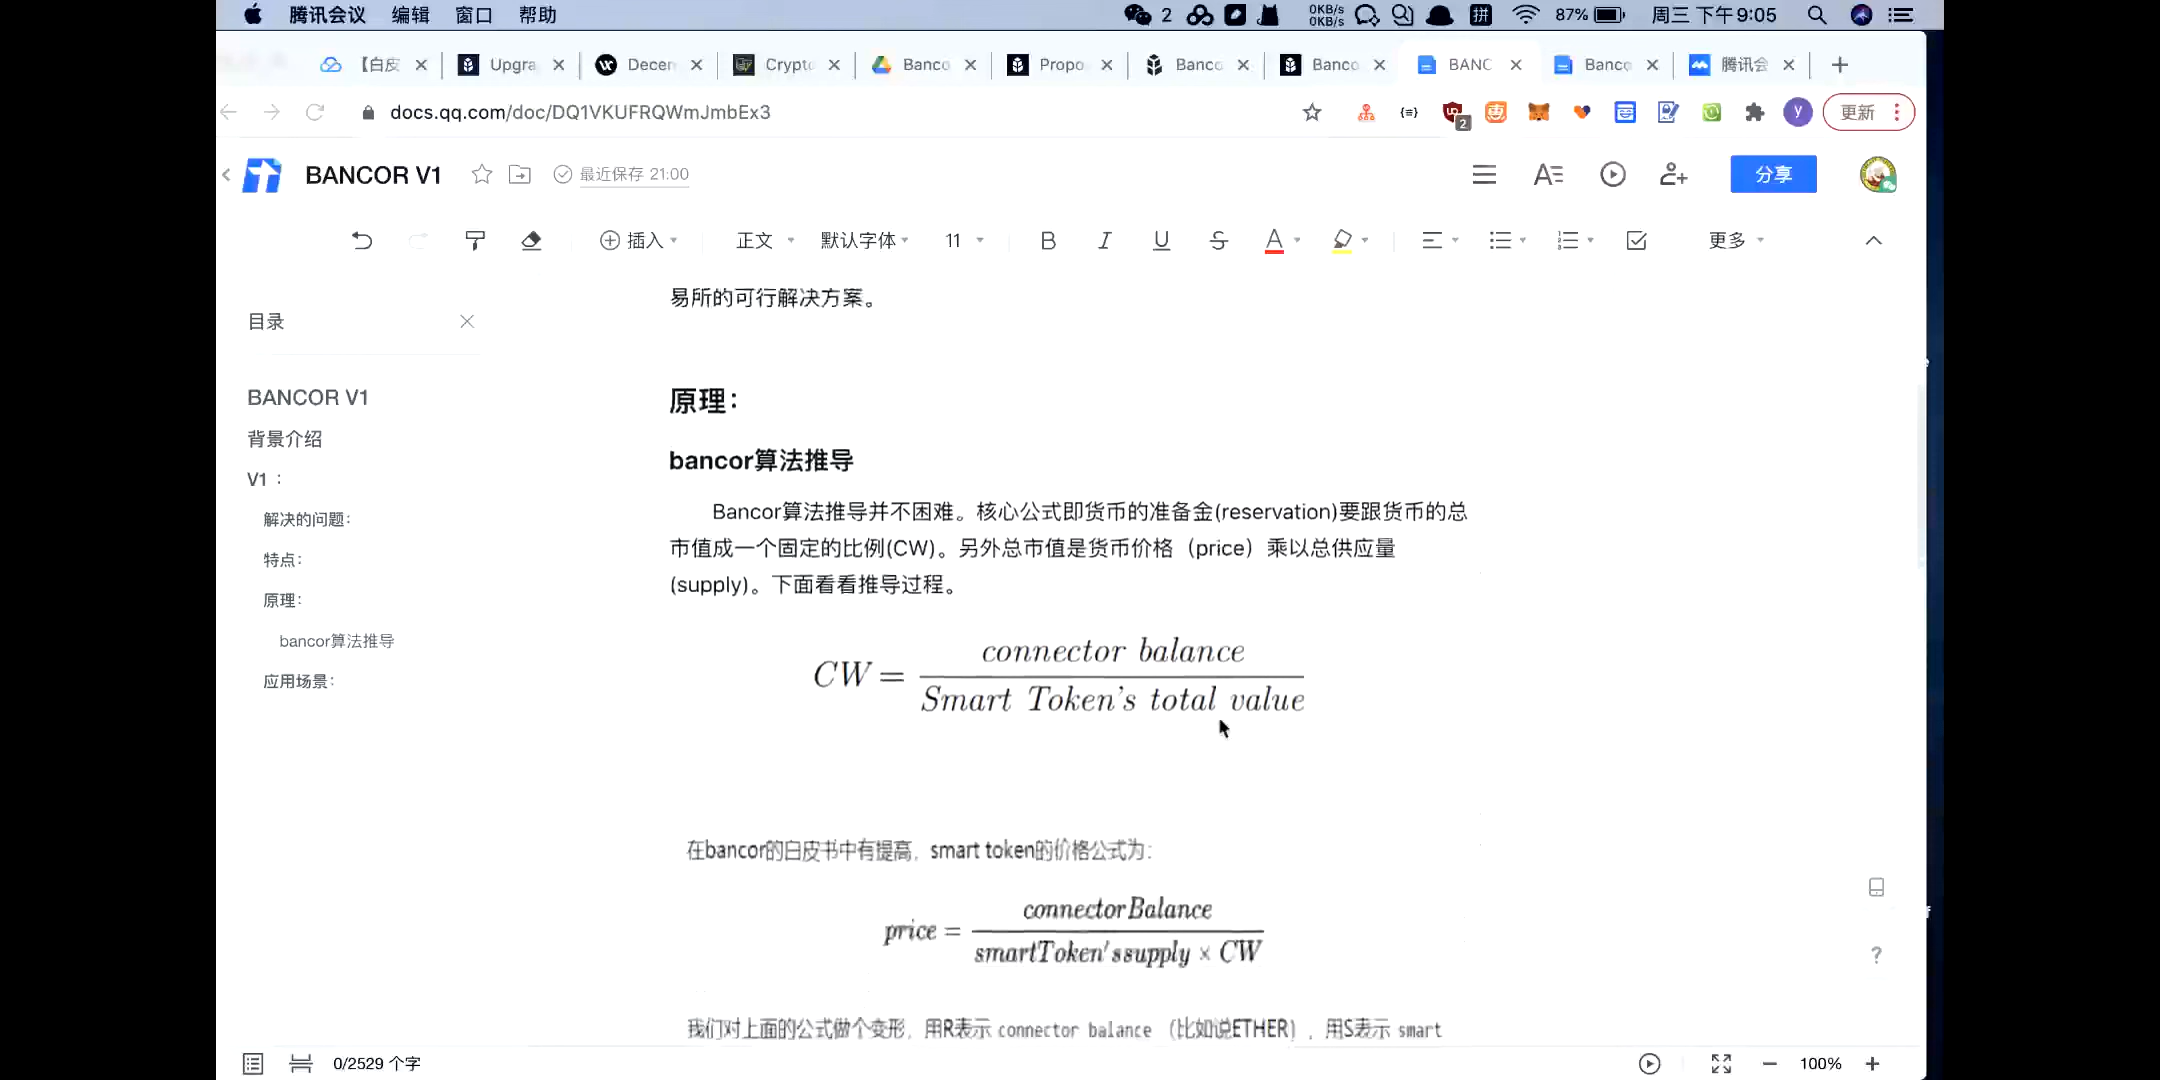 腾讯会议 编辑 窗口 帮助
2 0KB/s 0KB/s 拼 87% 周三 下午9:05
【白皮 Upgra Decen Crypto Banco Propo Banco Banco BANC Banco 腾讯会
docs.qq.com/doc/DQ1VKUFRQWmJmbEx3
2 y 更新
BANCOR V1 最近保存 21:00 分享
插入 正文 默认字体 11 B I U S A 更多
目录
BANCOR V1
背景介绍
V1 :
解决的问题:
特点:
原理:
bancor算法推导
应用场景:
易所的可行解决方案。
原理:
bancor算法推导
Bancor算法推导并不困难。核心公式即货币的准备金(reservation)要跟货币的总
市值成一个固定的比例(CW)。另外总市值是货币价格（price）乘以总供应量
(supply)。下面看看推导过程。
CW = connector balance / Smart Token's total value
在bancor的白皮书中有提高，smart token的价格公式为：
price = connectorBalance / smartToken'ssupply × CW
我们对上面的公式做个变形，用R表示 connector balance （比如说ETHER），用S表示 smart
0/2529 个字 100%